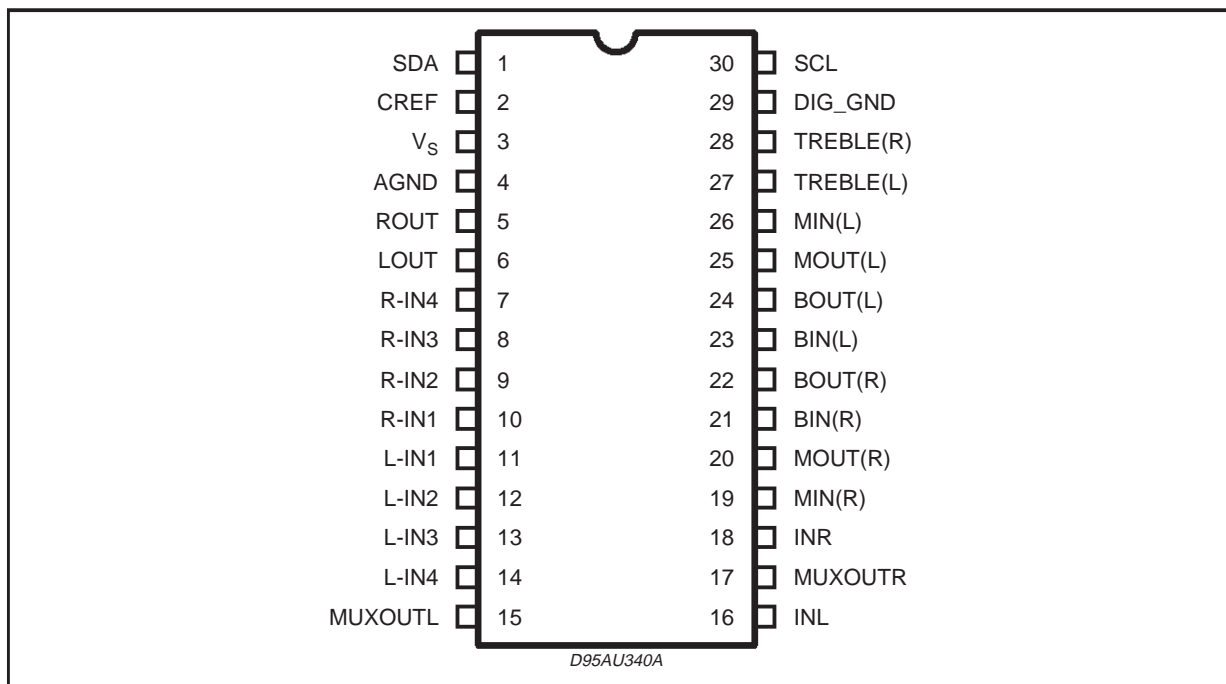 SDA 1 30 SCL
CREF 2 29 DIG_GND
VS 3 28 TREBLE(R)
AGND 4 27 TREBLE(L)
ROUT 5 26 MIN(L)
LOUT 6 25 MOUT(L)
R-IN4 7 24 BOUT(L)
R-IN3 8 23 BIN(L)
R-IN2 9 22 BOUT(R)
R-IN1 10 21 BIN(R)
L-IN1 11 20 MOUT(R)
L-IN2 12 19 MIN(R)
L-IN3 13 18 INR
L-IN4 14 17 MUXOUTR
MUXOUTL 15 16 INL
D95AU340A